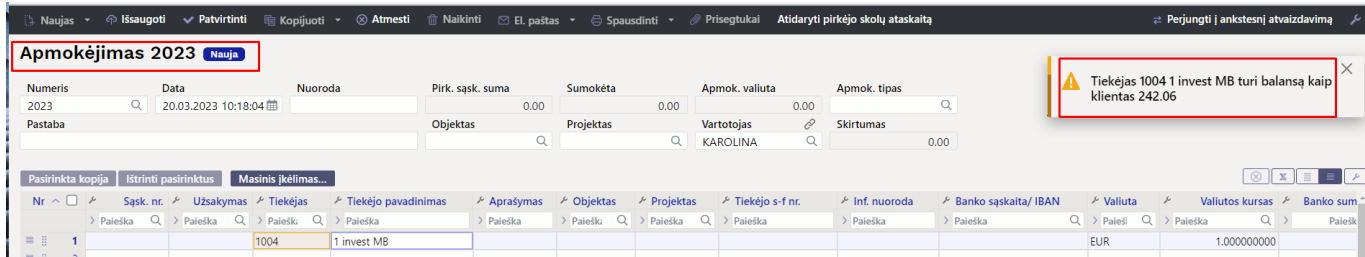 Naujas Išsaugoti Patvirtinti Kopijuoti Atmesti Naikinti El. paštas Spausdinti Prisegtukai Atidaryti pirkėjo skolų ataskaitą Perjungti į ankstesnį atvaizdavimą
Apmokėjimas 2023 Nauja
Tiekėjas 1004 1 invest MB turi balansą kaip
klientas 242.06
Numeris Data Nuoroda Pirk. sąsk. suma Sumokėta Apmok. valiuta Apmok. tipas
2023 20.03.2023 10:18:04 0.00 0.00 0.00
Pastaba Objektas Projektas Vartotojas Skirtumas
KAROLINA 0.00
Pasirinkta kopija Ištrinti pasirinktus Masinis įkėlimas...
Nr Sąsk. nr. Užsakymas Tiekėjas Tiekėjo pavadinimas Aprašymas Objektas Projektas Tiekėjo s-f nr. Inf. nuoroda Banko sąskaita/ IBAN Valiuta Valiutos kursas Banko sum
Paieška Paieška Paieška Paieška Paieška Paieška Paieška Paieška Paieška Paieška Paieška Paieška Paiešk
1 1004 1 invest MB EUR 1.000000000